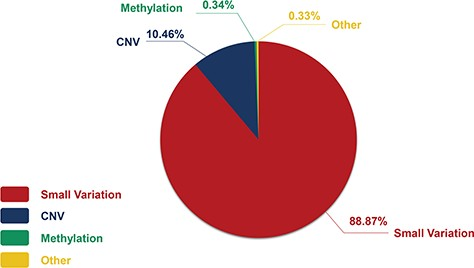 Methylation 0.34%
0.33% Other
CNV 10.46%
Small Variation
CNV
Methylation
Other
88.87%
Small Variation